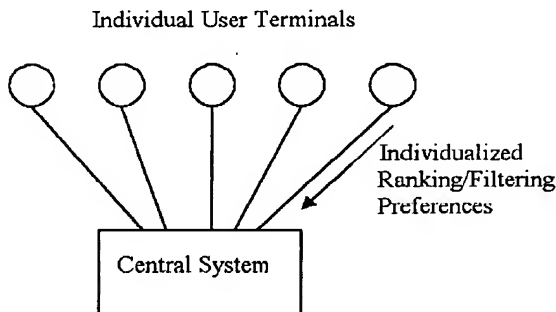 Individual User Terminals
Individualized
Ranking/Filtering
Preferences
Central System